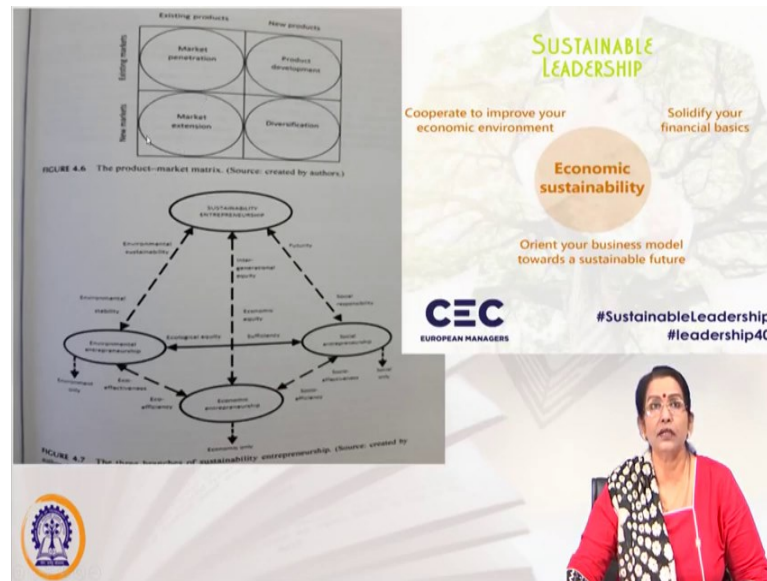 Existing products
New products
Existing markets
Market
penetration
Product
development
New markets
Market
extension
Diversification
FIGURE 4.6 The product-market matrix. (Source: created by authors.)
SUSTAINABILITY
ENTREPRENEURSHIP
Environmental
sustainability
Inter-
generational
equity
Futurity
Environmental
stability
Economic
equity
Social
responsibility
Environmental
entrepreneurship
Ecological equity
Sufficiency
Social
entrepreneurship
Environment
only
Eco-
effectiveness
Socio-
effectiveness
Social
only
Eco-
efficiency
Economic
entrepreneurship
Socio-
efficiency
Economic only
FIGURE 4.7 The three branches of sustainability entrepreneurship. (Source: created by
SUSTAINABLE
LEADERSHIP
Cooperate to improve your
economic environment
Solidify your
financial basics
Economic
sustainability
Orient your business model
towards a sustainable future
CEC
EUROPEAN MANAGERS
#SustainableLeadership
#leadership40